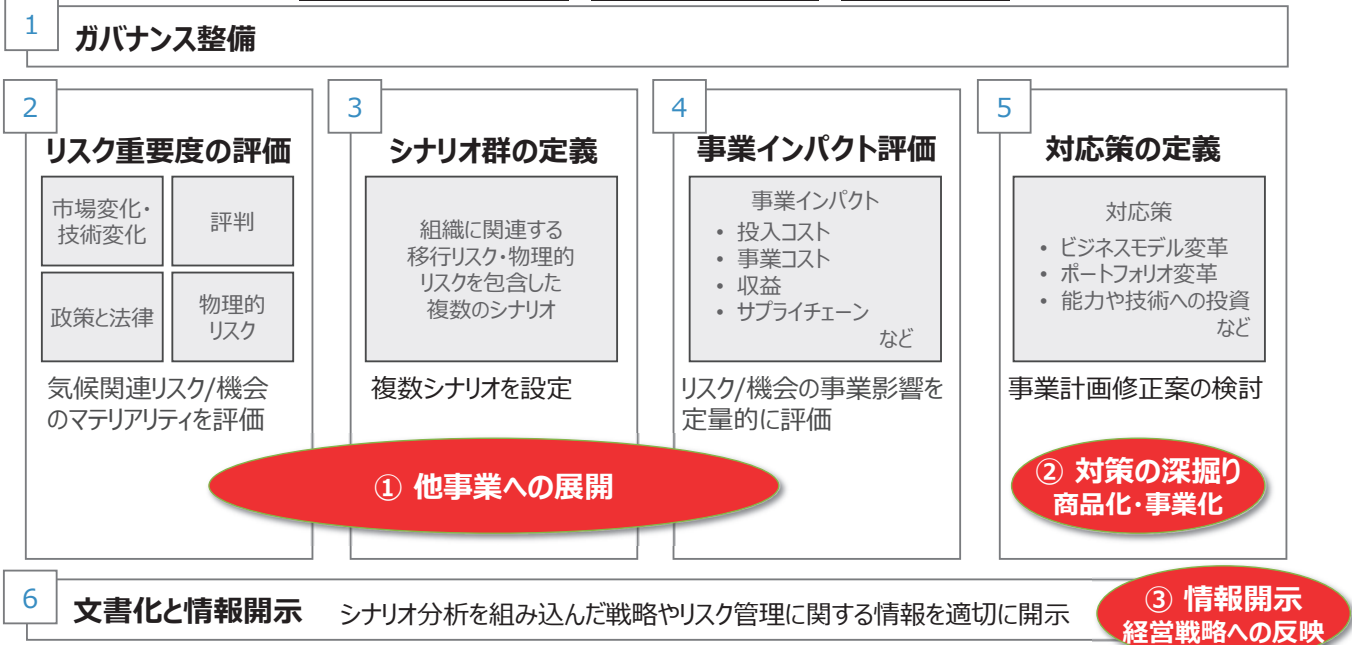 1
ガバナンス整備
2
リスク重要度の評価
市場変化・
技術変化
評判
政策と法律
物理的
リスク
気候関連リスク/機会
のマテリアリティを評価
3
シナリオ群の定義
組織に関連する
移行リスク・物理的
リスクを包含した
複数のシナリオ
複数シナリオを設定
4
事業インパクト評価
事業インパクト
• 投入コスト
• 事業コスト
• 収益
• サプライチェーン
など
リスク/機会の事業影響を
定量的に評価
5
対応策の定義
対応策
• ビジネスモデル変革
• ポートフォリオ変革
• 能力や技術への投資
など
事業計画修正案の検討
① 他事業への展開
② 対策の深掘り
商品化・事業化
6
文書化と情報開示 シナリオ分析を組み込んだ戦略やリスク管理に関する情報を適切に開示
③ 情報開示
経営戦略への反映